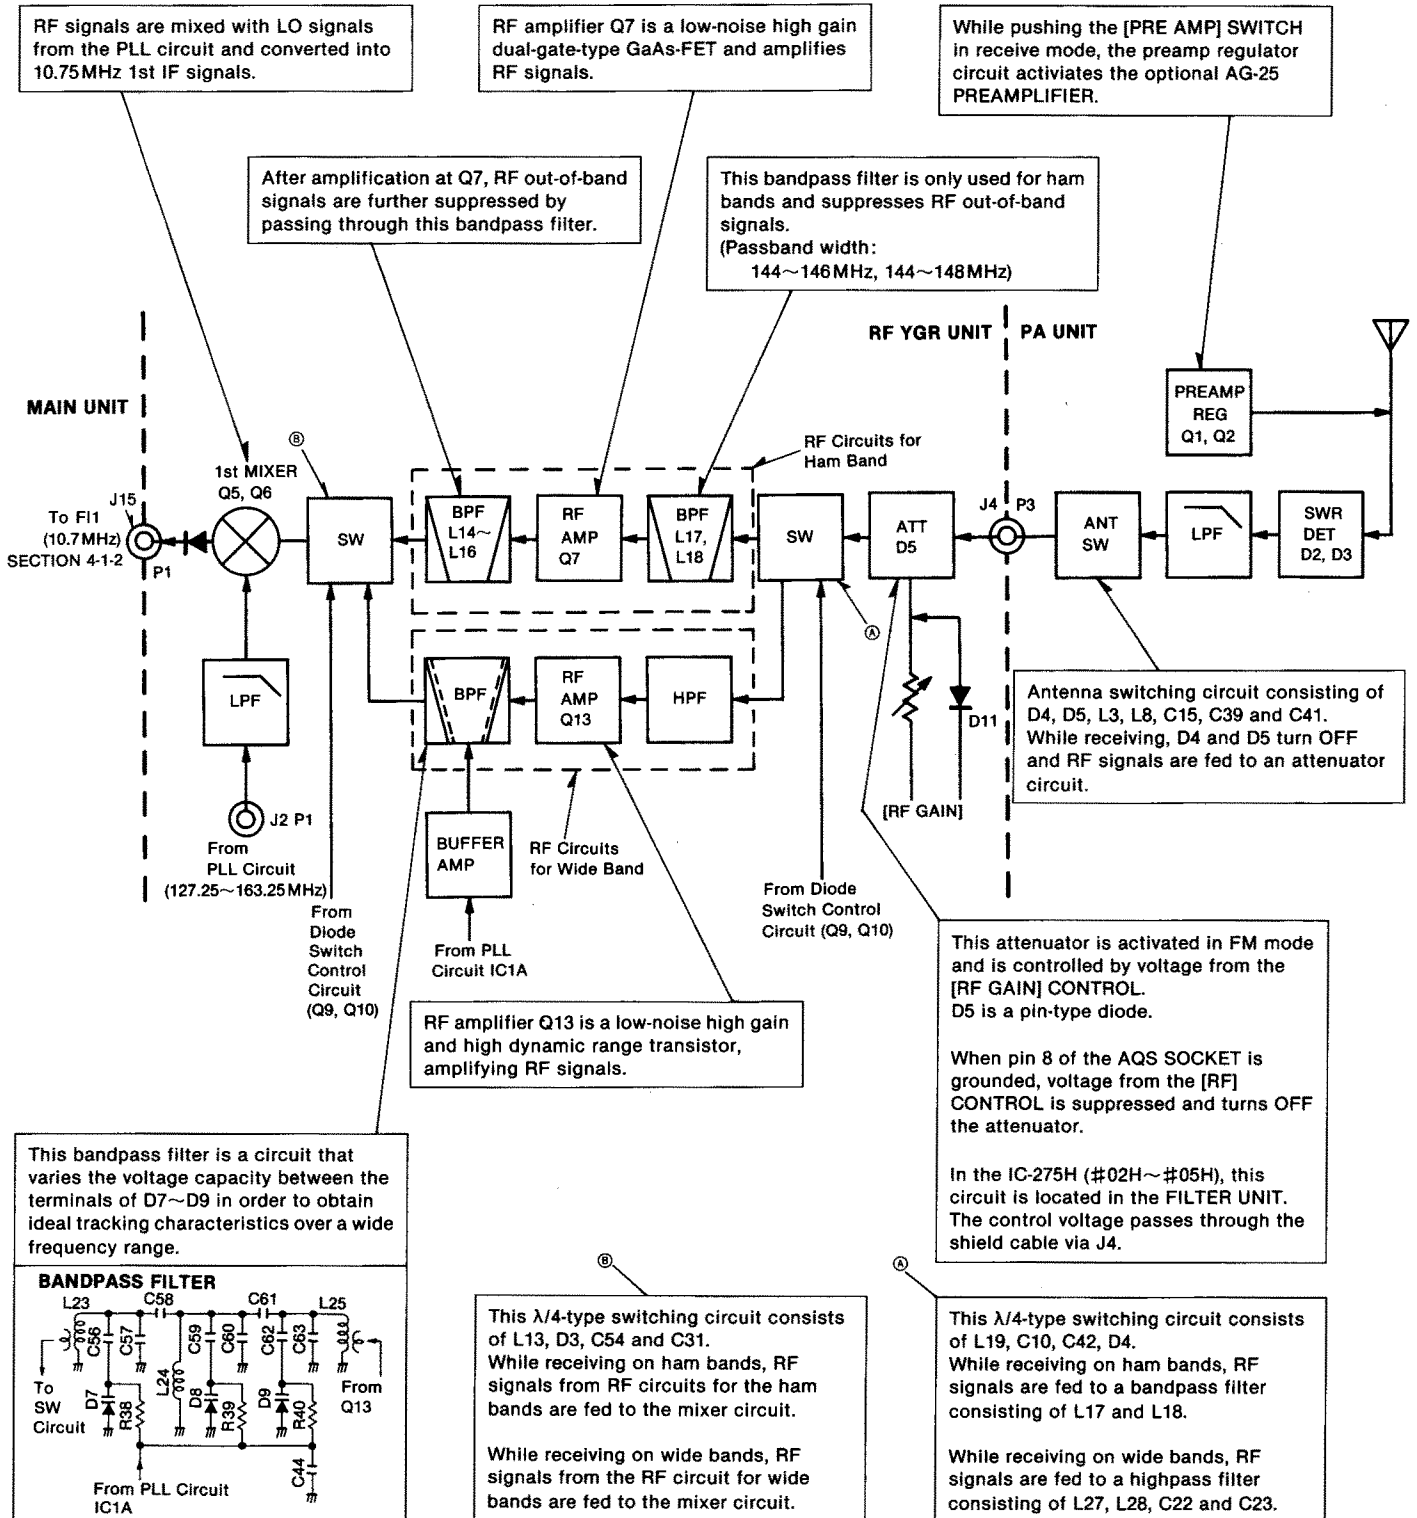 RF signals are mixed with LO signals
from the PLL circuit and converted into
10.75MHz 1st IF signals.
RF amplifier Q7 is a low-noise high gain
dual-gate-type GaAs-FET and amplifies
RF signals.
While pushing the [PRE AMP] SWITCH
in receive mode, the preamp regulator
circuit activiates the optional AG-25
PREAMPLIFIER.
After amplification at Q7, RF out-of-band
signals are further suppressed by
passing through this bandpass filter.
This bandpass filter is only used for ham
bands and suppresses RF out-of-band
signals.
(Passband width:
144~146MHz, 144~148MHz)
RF YGR UNIT
PA UNIT
MAIN UNIT
PREAMP
REG
Q1, Q2
Ⓑ
RF Circuits for
Ham Band
1st MIXER
Q5, Q6
J15
To FI1
(10.7MHz)
SECTION 4-1-2
P1
SW
BPF
L14~
L16
RF
AMP
Q7
BPF
L17,
L18
SW
ATT
D5
J4
P3
ANT
SW
LPF
SWR
DET
D2, D3
Ⓐ
LPF
BPF
RF
AMP
Q13
HPF
D11
[RF GAIN]
Antenna switching circuit consisting of
D4, D5, L3, L8, C15, C39 and C41.
While receiving, D4 and D5 turn OFF
and RF signals are fed to an attenuator
circuit.
J2 P1
From
PLL Circuit
(127.25~163.25MHz)
BUFFER
AMP
RF Circuits
for Wide Band
From
Diode
Switch
Control
Circuit
(Q9, Q10)
From PLL
Circuit IC1A
From Diode
Switch Control
Circuit (Q9, Q10)
RF amplifier Q13 is a low-noise high gain
and high dynamic range transistor,
amplifying RF signals.
This attenuator is activated in FM mode
and is controlled by voltage from the
[RF GAIN] CONTROL.
D5 is a pin-type diode.
When pin 8 of the AQS SOCKET is
grounded, voltage from the [RF]
CONTROL is suppressed and turns OFF
the attenuator.
In the IC-275H (#02H~#05H), this
circuit is located in the FILTER UNIT.
The control voltage passes through the
shield cable via J4.
This bandpass filter is a circuit that
varies the voltage capacity between the
terminals of D7~D9 in order to obtain
ideal tracking characteristics over a wide
frequency range.
BANDPASS FILTER
L23
C58
C61
L25
C56
C57
C59
C60
C62
C63
L24
To
SW
Circuit
D7
R38
D8
R39
D9
R40
From
Q13
C44
From PLL Circuit
IC1A
Ⓑ
This λ/4-type switching circuit consists
of L13, D3, C54 and C31.
While receiving on ham bands, RF
signals from RF circuits for the ham
bands are fed to the mixer circuit.
While receiving on wide bands, RF
signals from the RF circuit for wide
bands are fed to the mixer circuit.
Ⓐ
This λ/4-type switching circuit consists
of L19, C10, C42, D4.
While receiving on ham bands, RF
signals are fed to a bandpass filter
consisting of L17 and L18.
While receiving on wide bands, RF
signals are fed to a highpass filter
consisting of L27, L28, C22 and C23.